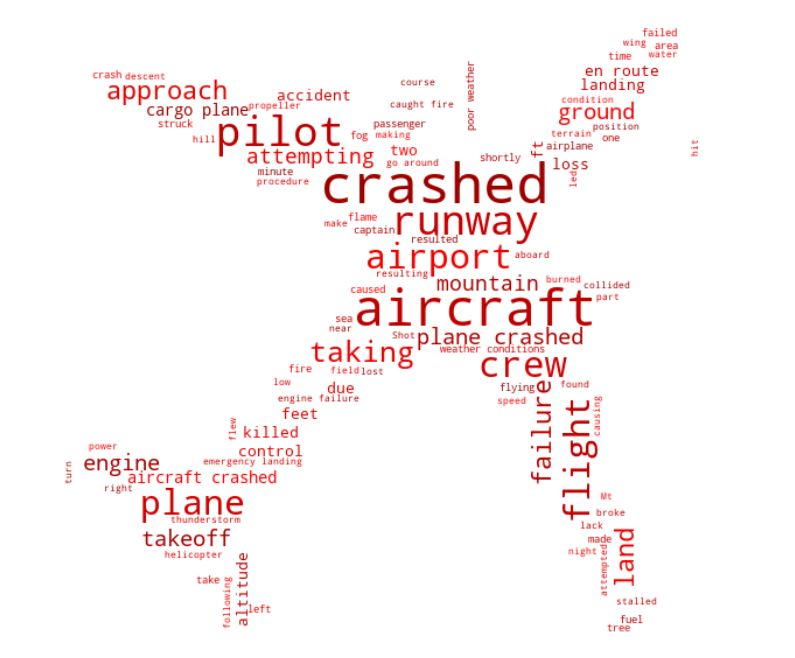 failed
wing
area
time
water
poor weather
en route
crash descent
course
landing
approach
accident
condition
cargo plane
propeller
caught fire
ground
struck
pilot
passenger
position
hill
fog
making
terrain
one
attempting
two
ft
airplane
hit
go around
shortly
loss
minute
procedure
crashed
led
make
flame
runway
captain
resulted
airport
aboard
resulting
mountain
burned
collided
caused
aircraft
part
sea
near
Shot
plane crashed
taking
weather conditions
crew
fire
field
lost
low
due
flying
found
engine failure
speed
failure
flight
causing
feet
flew
killed
power
control
turn
engine
emergency landing
aircraft crashed
right
plane
Mt
thunderstorm
broke
takeoff
lack
made
land
helicopter
night
attempted
take
following
altitude
left
stalled
fuel
tree